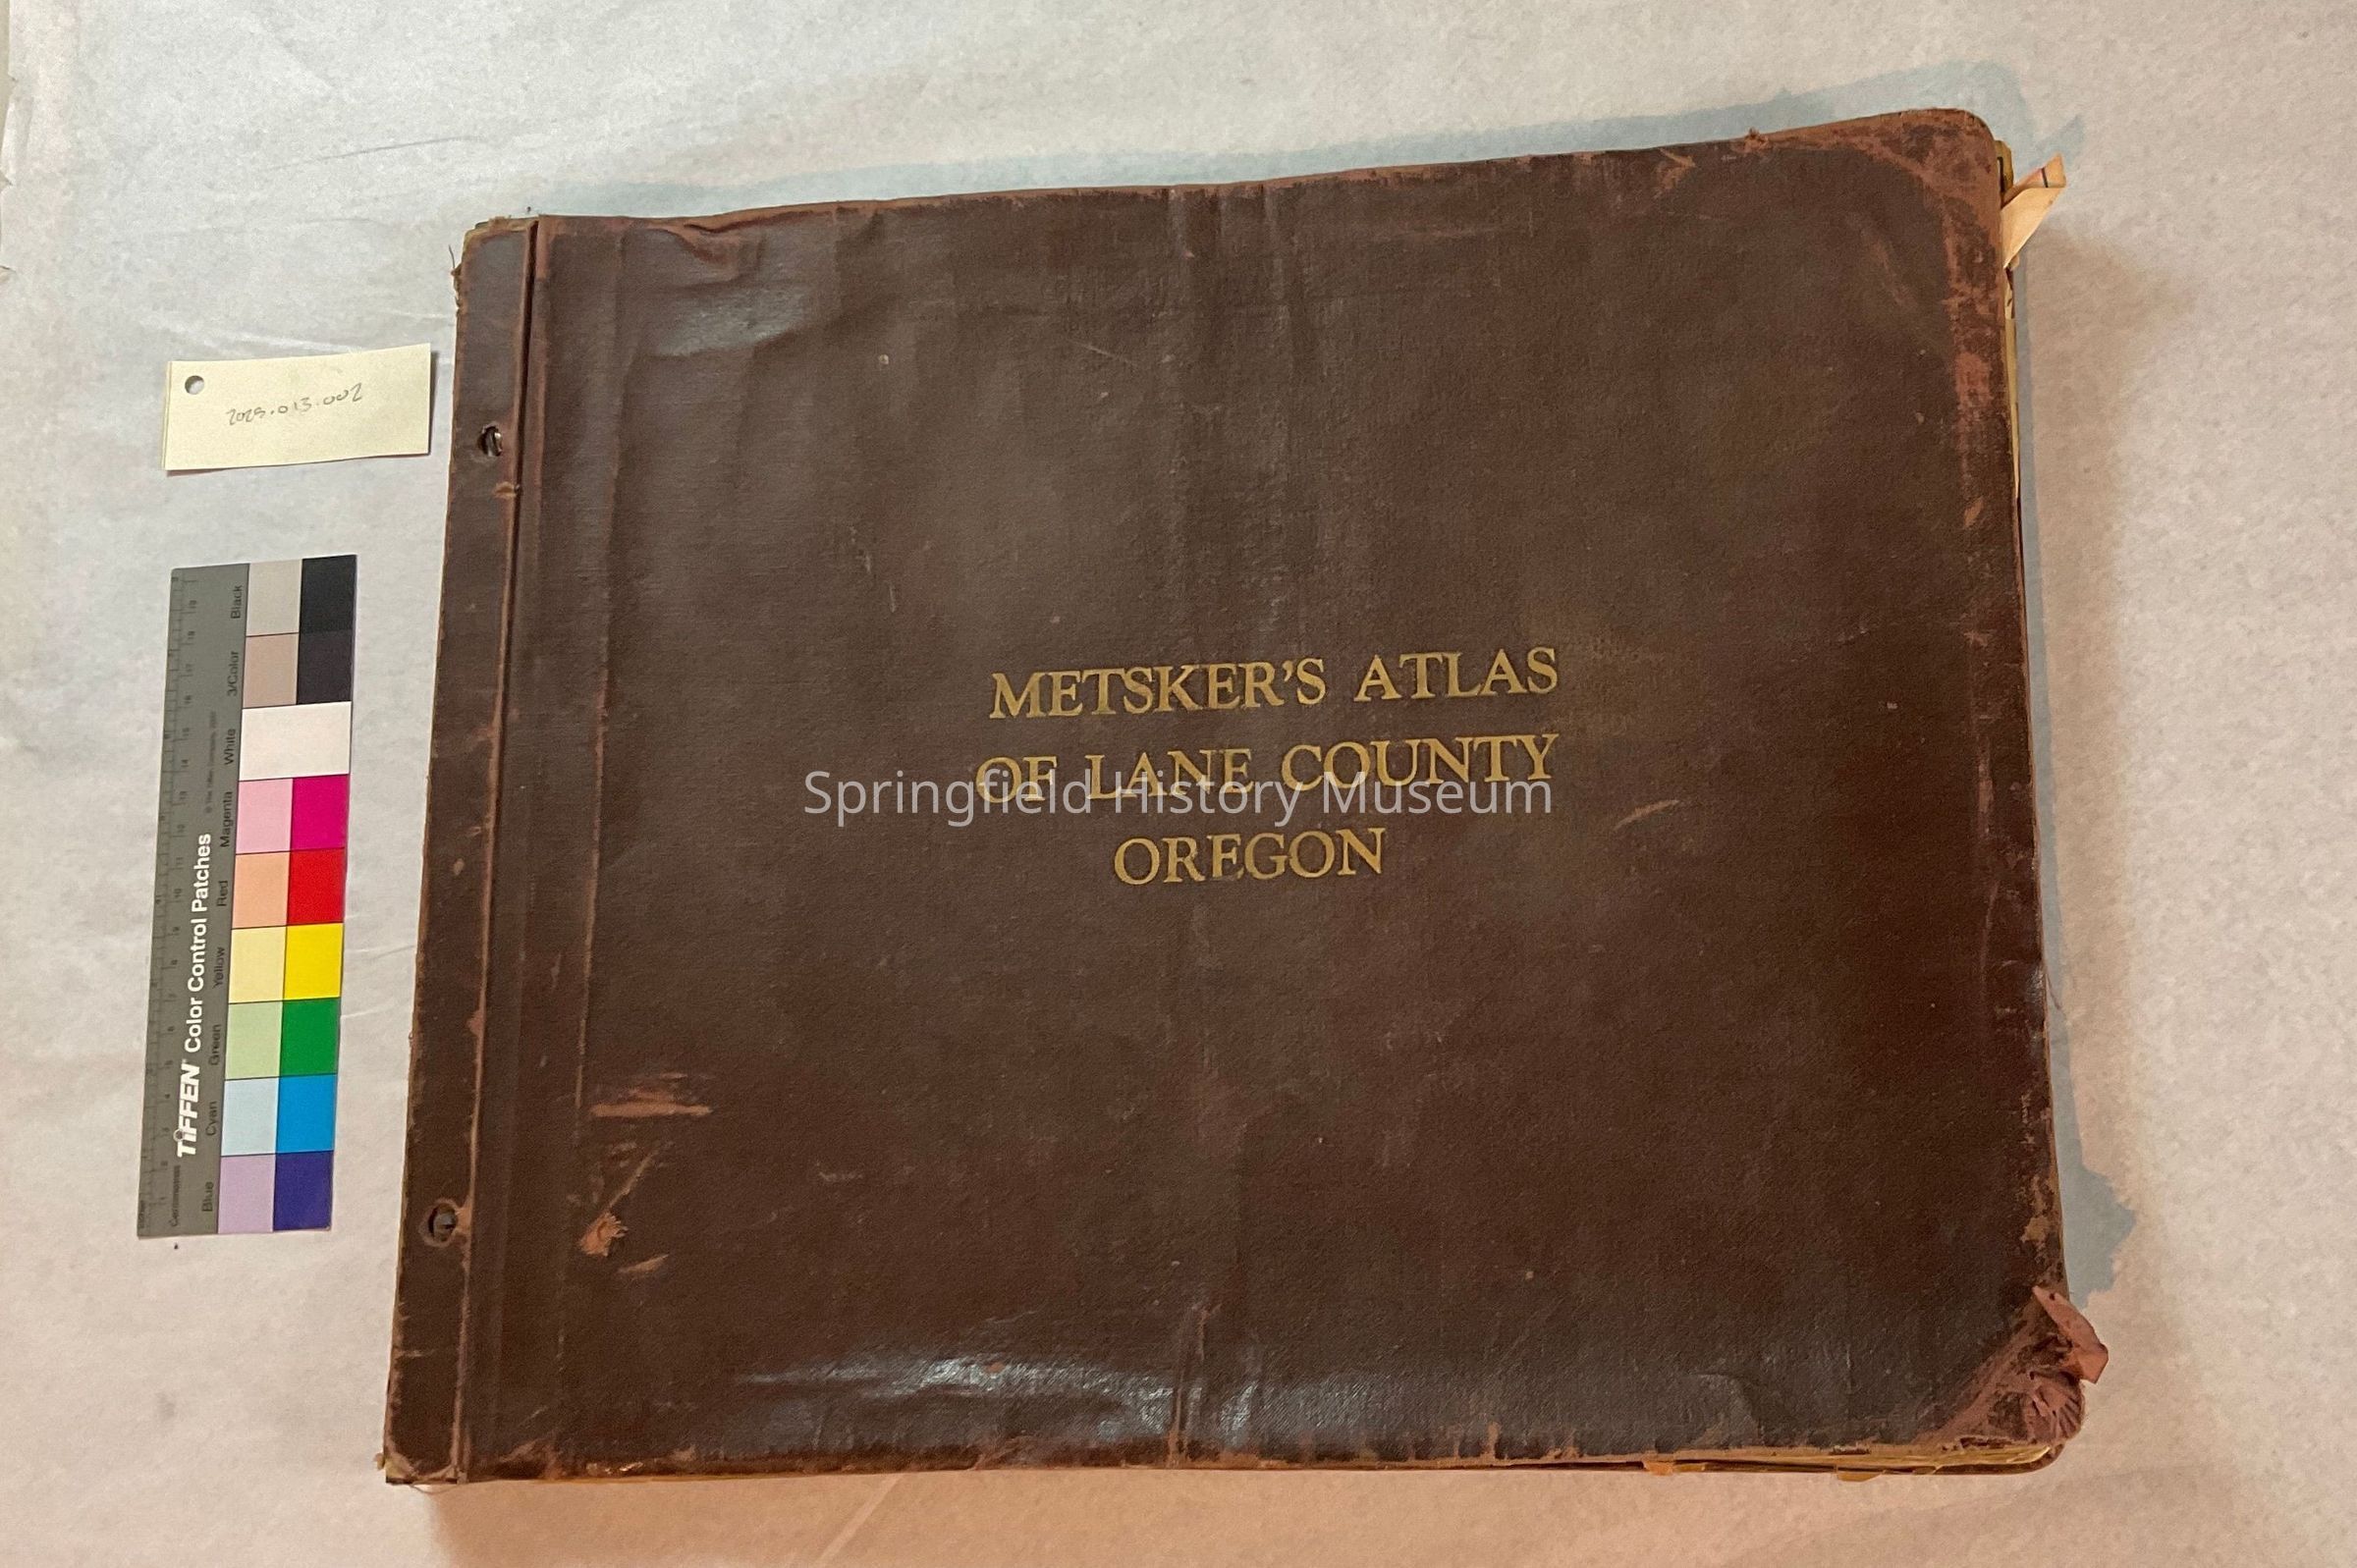 METSKER'S ATLAS
OF LANE COUNTY
OREGON
Springfield History Museum
2025.013.002
Black
3/Color
White
Magenta
Red
Yellow
Green
Cyan
Blue
TIFFEN Color Control Patches
Centimetres